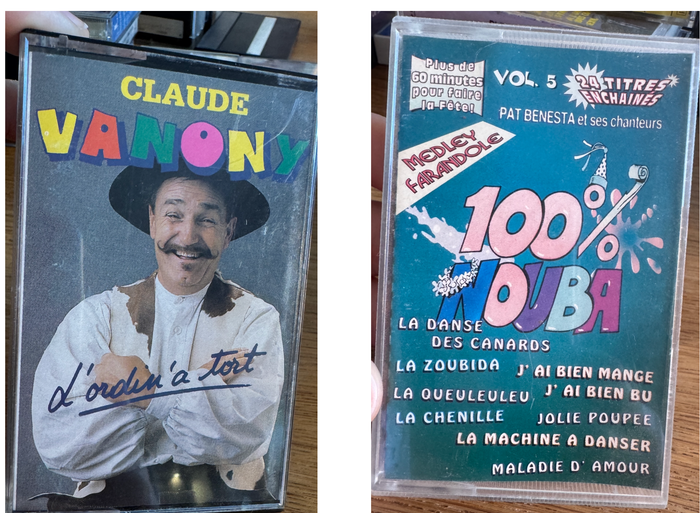 CLAUDE
VANONY
L'ordin'a tort
Plus de
60 minutes
pour faire
la Fête!
VOL. 5
24 TITRES
ENCHAINES
PAT BENESTA et ses chanteurs
MEDLEY
FARANDOLE
100%
NOUBA
LA DANSE
DES CANARDS
LA ZOUBIDA
J'AI BIEN MANGE
J'AI BIEN BU
LA QUEULEULEU
LA CHENILLE
JOLIE POUPEE
LA MACHINE A DANSER
MALADIE D'AMOUR